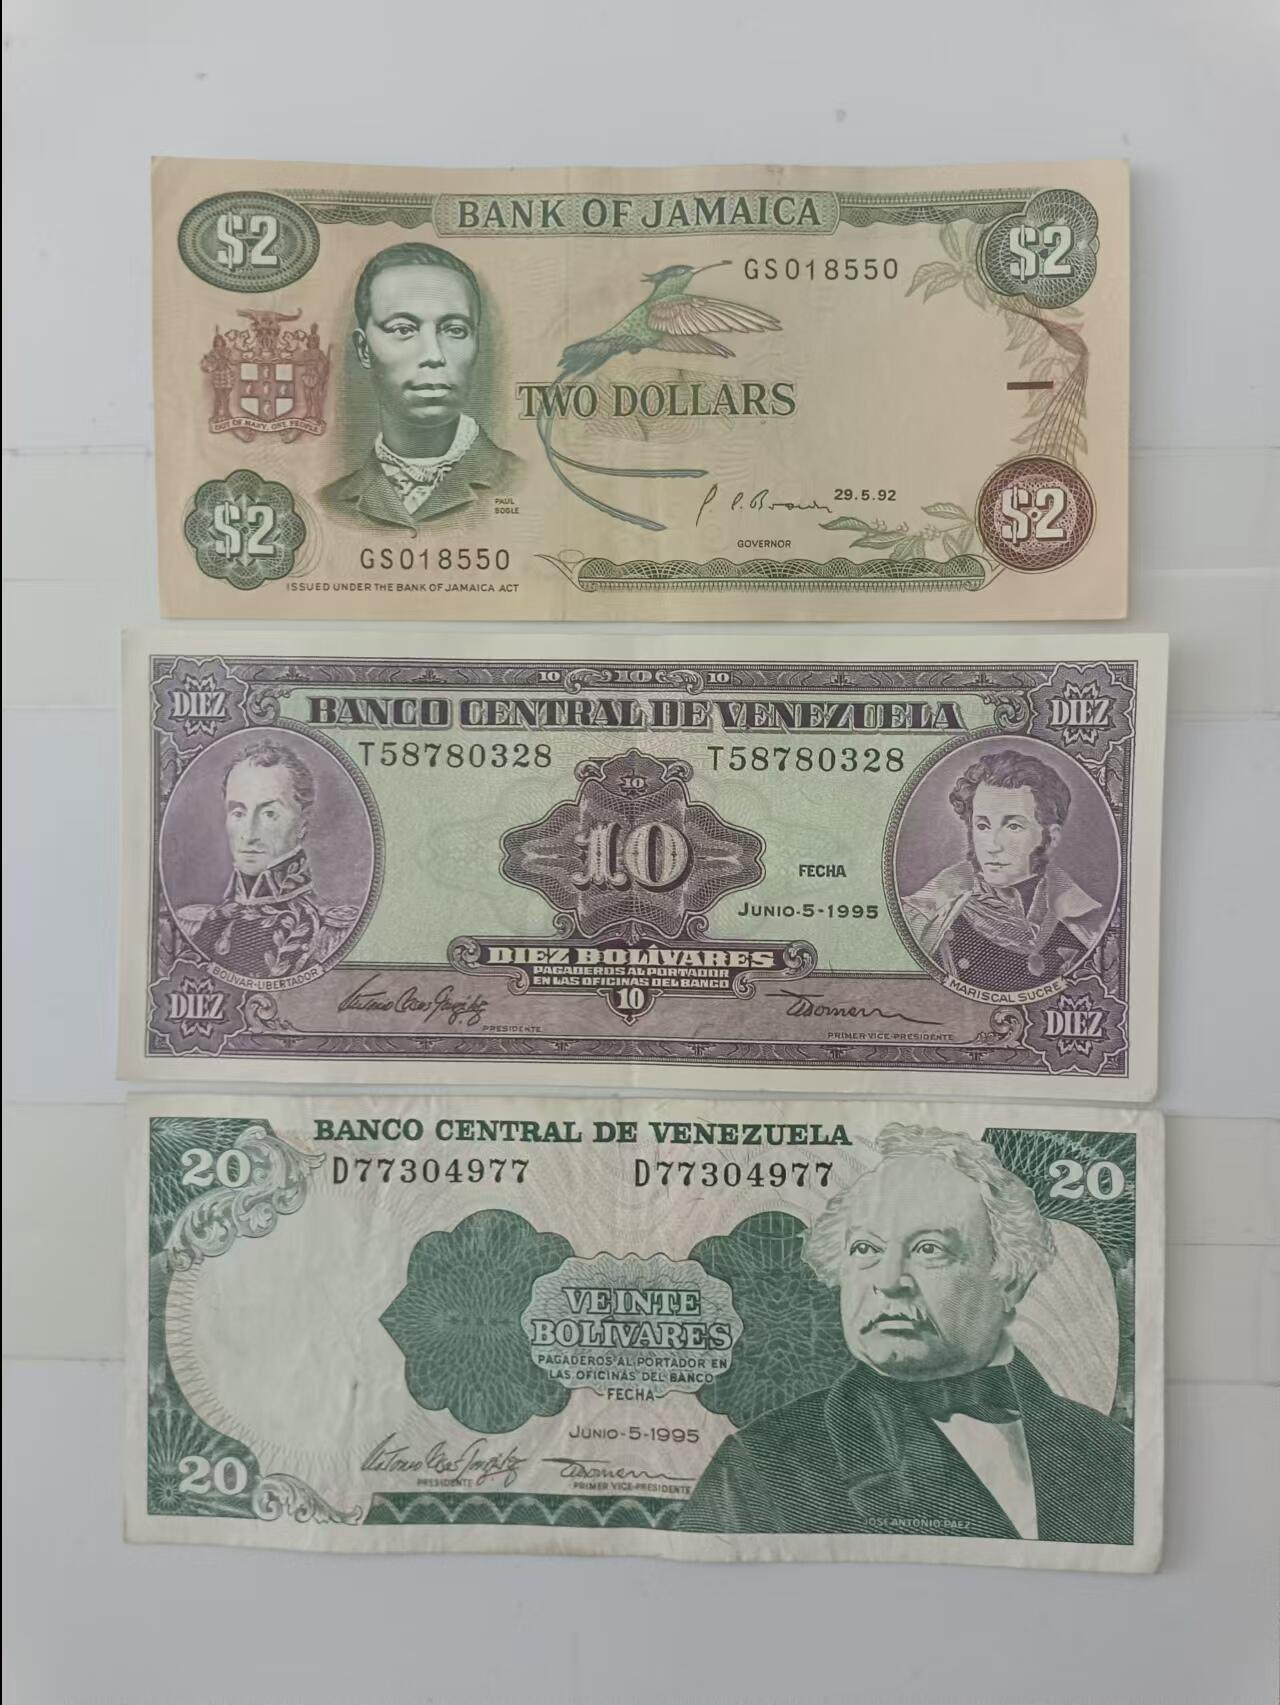 BANK OF JAMAICA
$2
$2
GS018550
OUT OF MANY, ONE PEOPLE
TWO DOLLARS
PAUL
BOGLE
29.5.92
GOVERNOR
$2
$2
GS018550
ISSUED UNDER THE BANK OF JAMAICA ACT
10 10 10
DIEZ
DIEZ
BANCO CENTRAL DE VENEZUELA
T58780328 T58780328
10
10
FECHA
JUNIO-5-1995
DIEZ BOLÍVARES
PAGADEROS AL PORTADOR
EN LAS OFICINAS DEL BANCO
10
BOLIVAR-LIBERTADOR
MARISCAL SUCRE
DIEZ
DIEZ
PRESIDENTE
PRIMER VICE-PRESIDENTE
BANCO CENTRAL DE VENEZUELA
20
20
D77304977 D77304977
VEINTE
BOLÍVARES
PAGADEROS AL PORTADOR EN
LAS OFICINAS DEL BANCO
FECHA
JUNIO-5-1995
20
PRESIDENTE
PRIMER VICE-PRESIDENTE
JOSE ANTONIO PAEZ